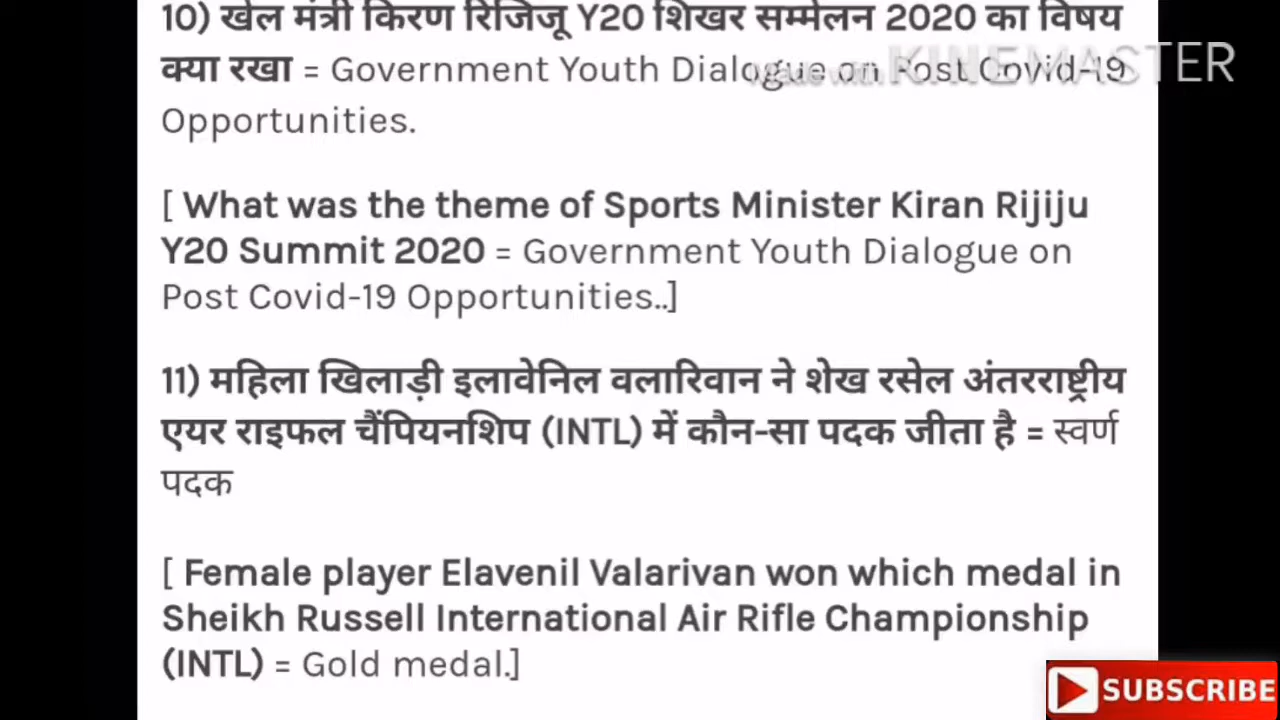 10) खेल मंत्री किरण रिजिजू Y20 शिखर सम्मेलन 2020 का विषय
क्या रखा = Government Youth Dialogue on Post Covid-19
Made with KINEMASTER
Opportunities.
[ What was the theme of Sports Minister Kiran Rijiju
Y20 Summit 2020 = Government Youth Dialogue on
Post Covid-19 Opportunities..]
11) महिला खिलाड़ी इलावेनिल वलारिवान ने शेख रसेल अंतरराष्ट्रीय
एयर राइफल चैंपियनशिप (INTL) में कौन-सा पदक जीता है = स्वर्ण
पदक
[ Female player Elavenil Valarivan won which medal in
Sheikh Russell International Air Rifle Championship
(INTL) = Gold medal.]
SUBSCRIBE